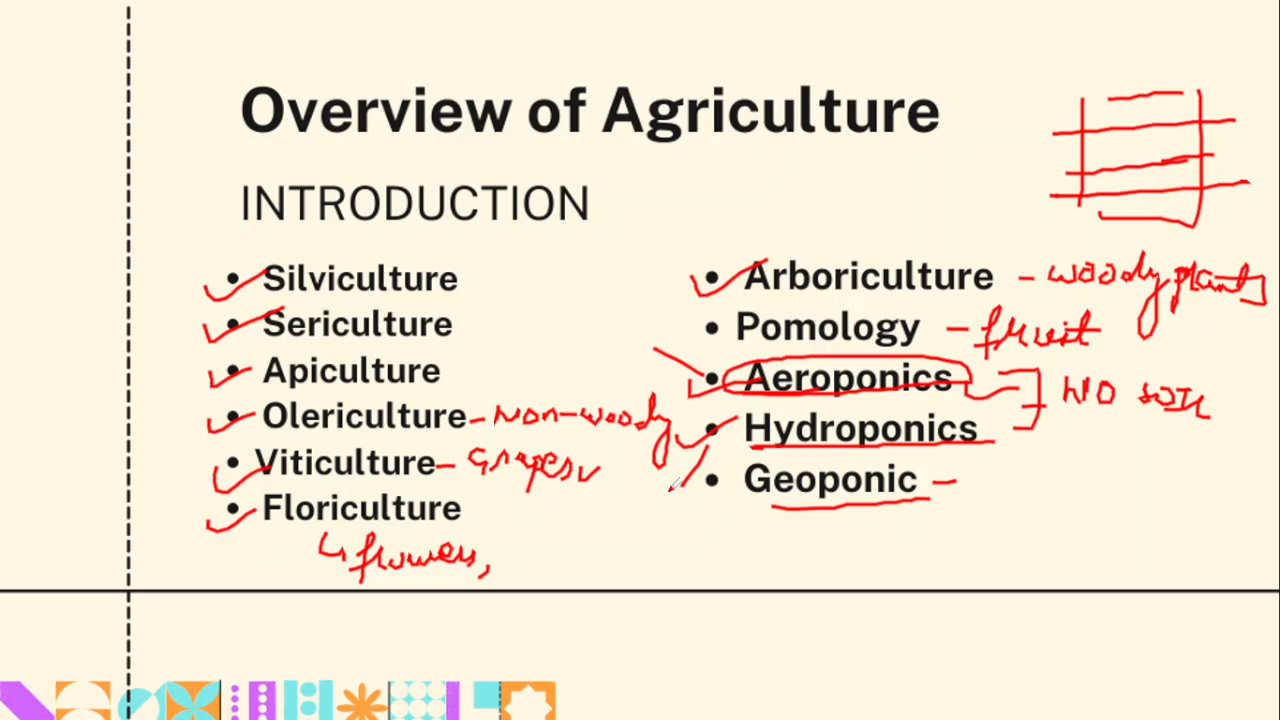 Overview of Agriculture
INTRODUCTION
• Silviculture
• Sericulture
• Apiculture
• Olericulture - Non-woody
• Viticulture - Grapes
• Floriculture
↳ flowers,
• Arboriculture - woody plants
• Pomology - fruit
• Aeroponics
NO SOIL
• Hydroponics
• Geoponic -